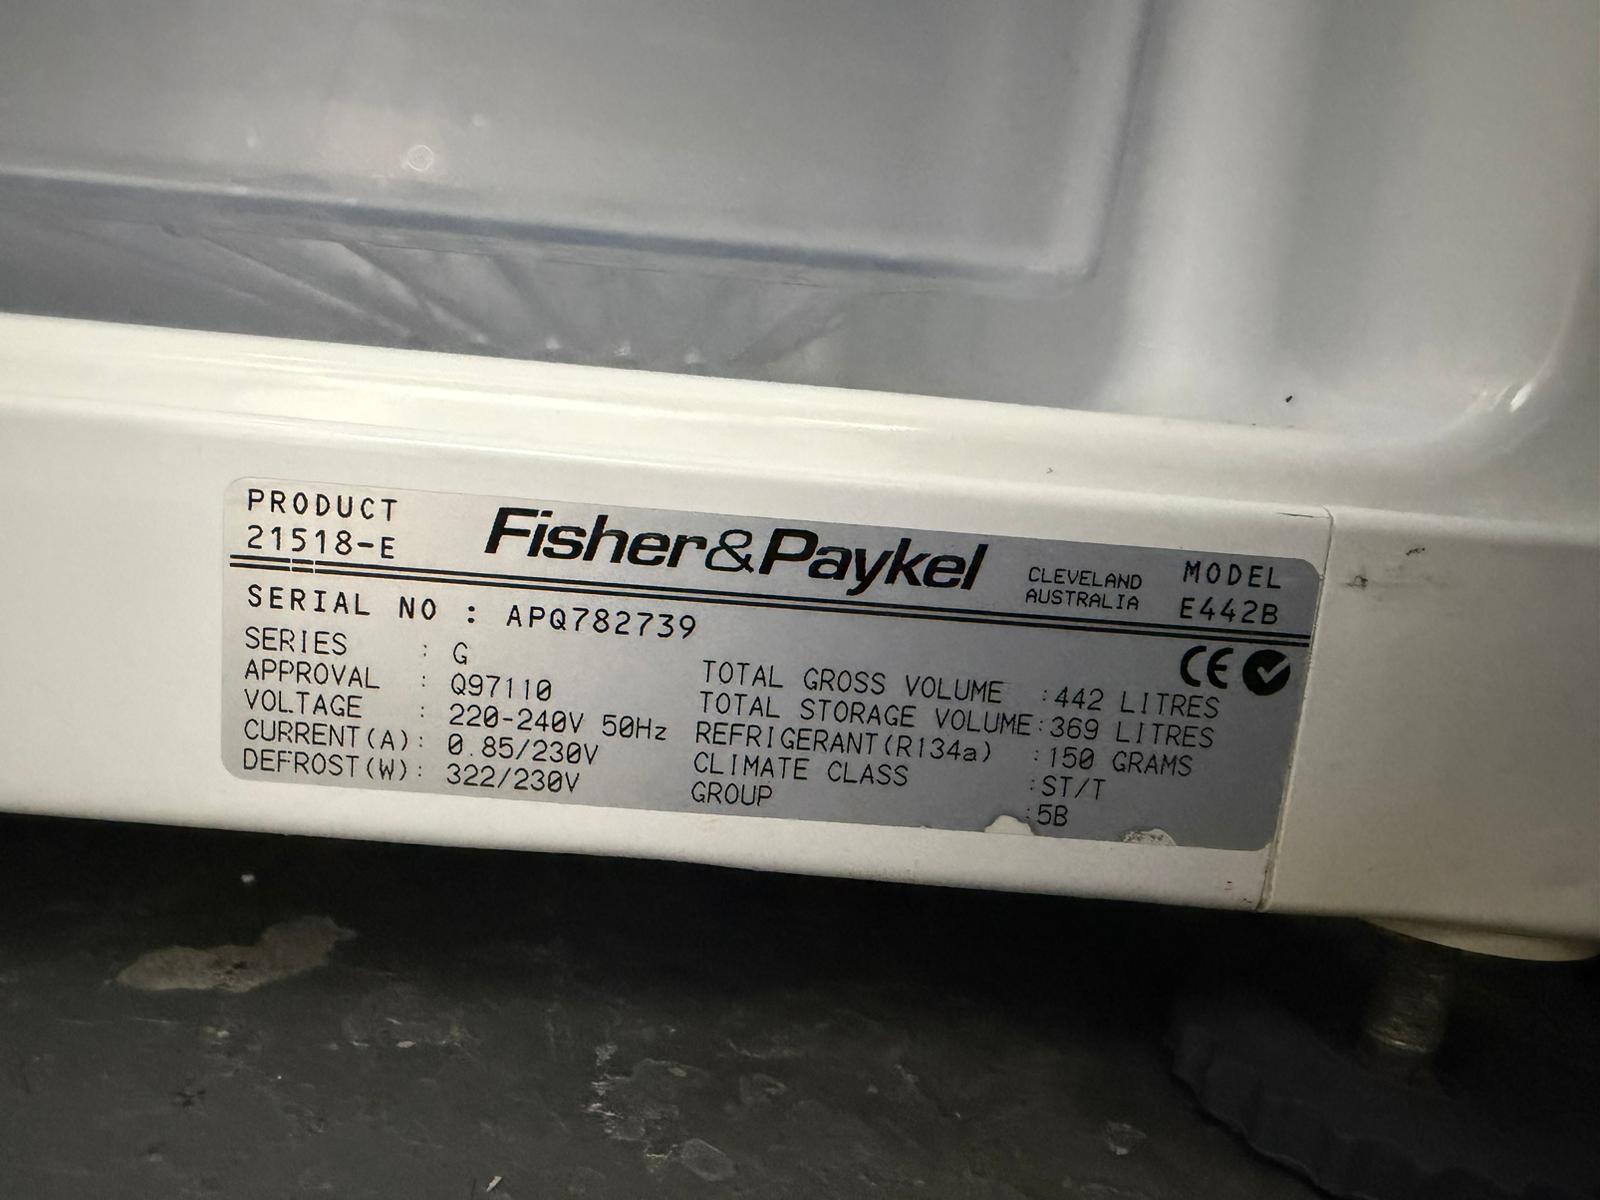 PRODUCT
21518-E
Fisher&Paykel
CLEVELAND
AUSTRALIA
MODEL
E442B
SERIAL NO : APQ782739
SERIES : G
APPROVAL : Q97110
VOLTAGE : 220-240V 50Hz
CURRENT(A): 0.85/230V
DEFROST(W): 322/230V
CE
TOTAL GROSS VOLUME :442 LITRES
TOTAL STORAGE VOLUME:369 LITRES
REFRIGERANT(R134a) :150 GRAMS
CLIMATE CLASS :ST/T
GROUP :5B